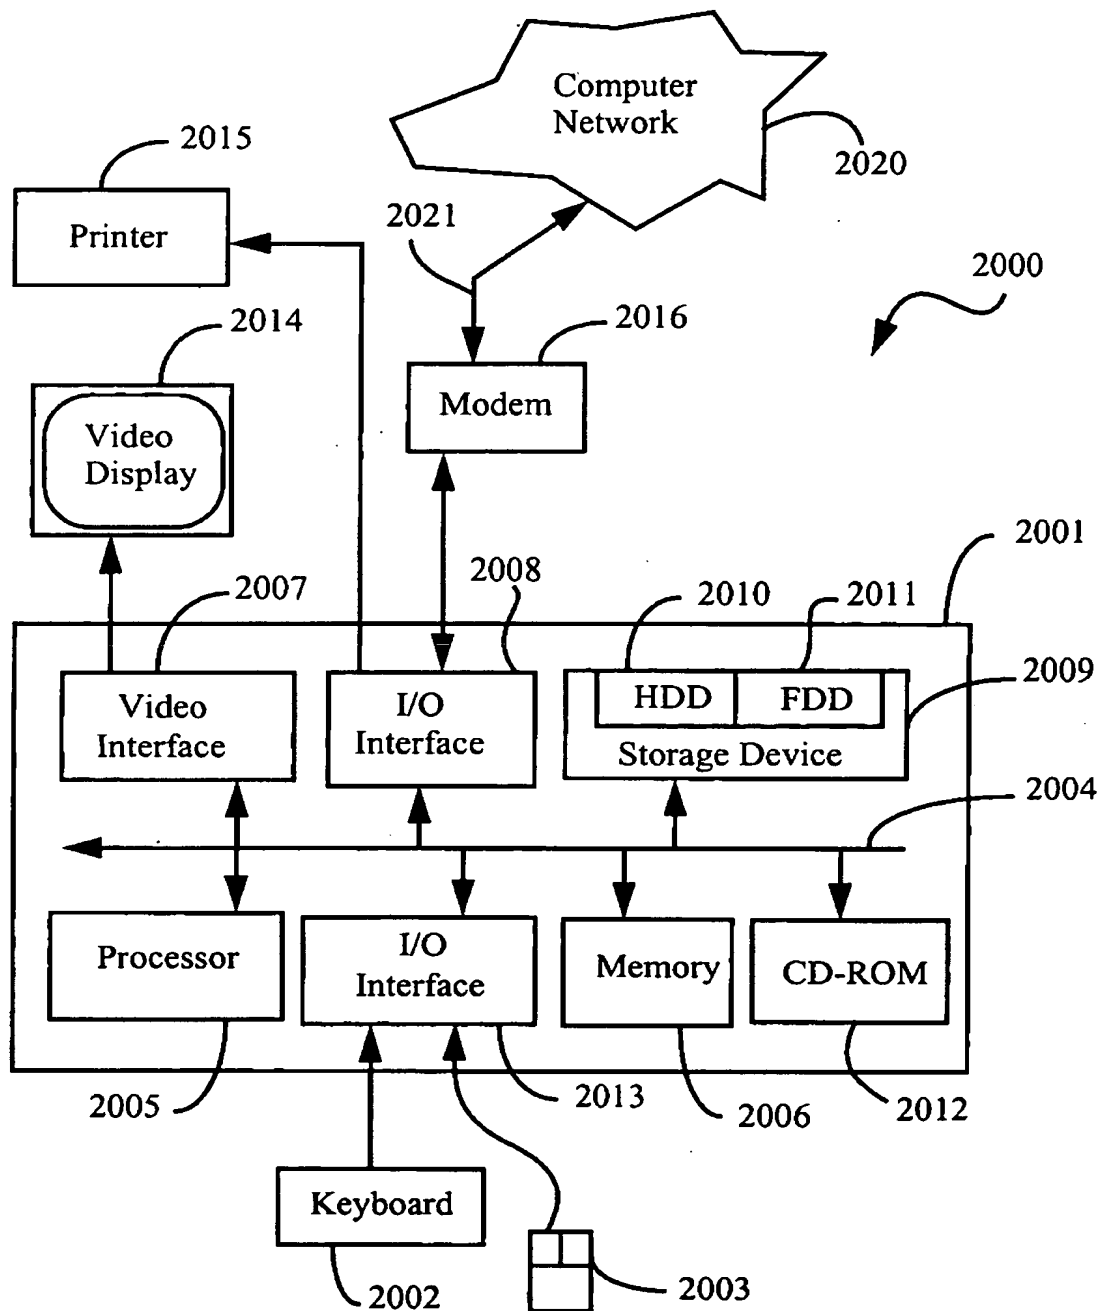 Computer
Network
2020
2015
Printer
2021
2000
2014
2016
Modem
Video
Display
2001
2007
2008
2010
2011
2009
Video
Interface
I/O
Interface
HDD
FDD
Storage Device
2004
Processor
I/O
Interface
Memory
CD-ROM
2005
2013
2006
2012
Keyboard
2002
2003